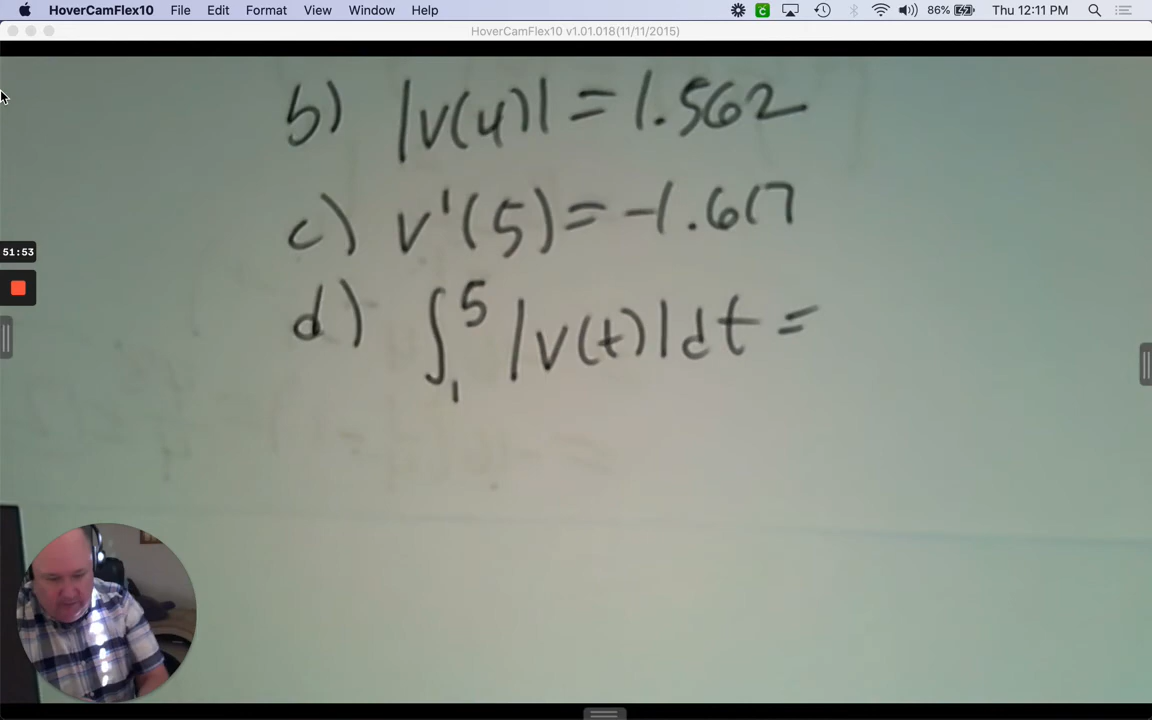 HoverCamFlex10 File Edit Format View Window Help 86% Thu 12:11 PM
HoverCamFlex10 v1.01.018(11/11/2015)
b) |v(4)| = 1.562
c) v'(5) = -1.617
51:53
d) ∫₁⁵ |v(t)| dt =